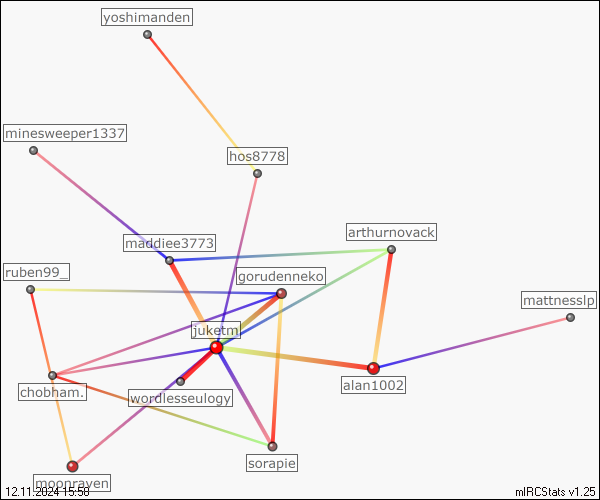 yoshimanden
minesweeper1337
hos8778
arthurnovack
maddiee3773
ruben99_
gorudenneko
mattnesslp
juketm
alan1002
chobham.
wordlesseulogy
sorapie
moonraven
12.11.2024 15:58
mIRCStats v1.25